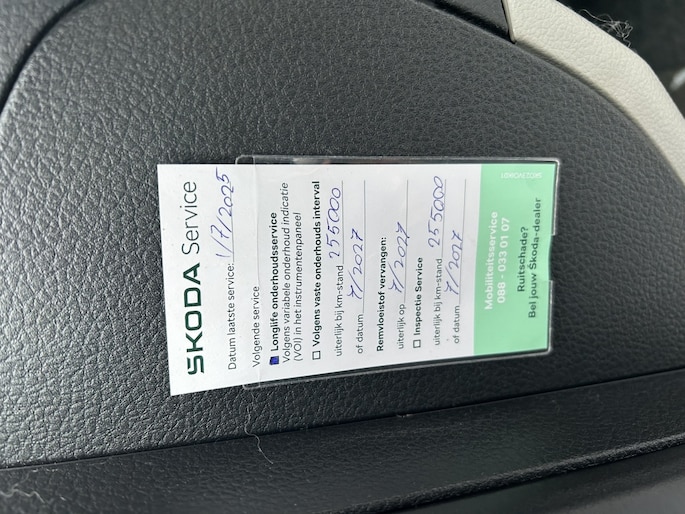 ŠKODA Service
Datum laatste service: 1/7/2025
Volgende service
Longlife onderhoudsservice
Volgens variabele onderhoud indicatie
(VOI) in het instrumentenpaneel
☐ Volgens vaste onderhouds interval
uiterlijk bij km-stand 255000
of datum 7/2027
Remvloeistof vervangen:
uiterlijk op 7/2027
☐ Inspectie Service
uiterlijk bij km-stand 255000
of datum 7/2027
Mobiliteitsservice
088 - 033 01 07
Ruitschade?
Bel jouw Škoda-dealer